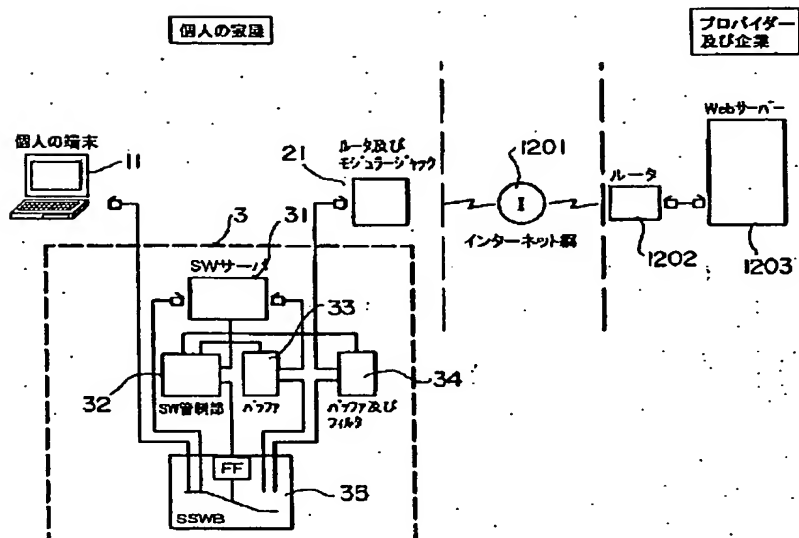 個人の家屋
プロバイダー
及び企業
Webサーバー
個人の端末
11
ルータ及び
モジュラージャック
21
1201
I
インターネット網
ルータ
1202
1203
3
31
SWサーバ
33
32
SW管制部
バッファ
バッファ及び
フィルタ
34
FF
SSWB
35